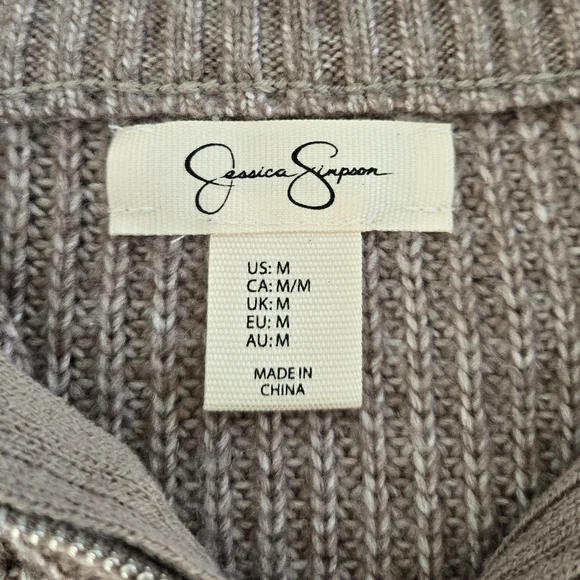 Jessica Simpson
US: M
CA: M/M
UK: M
EU: M
AU: M
MADE IN
CHINA